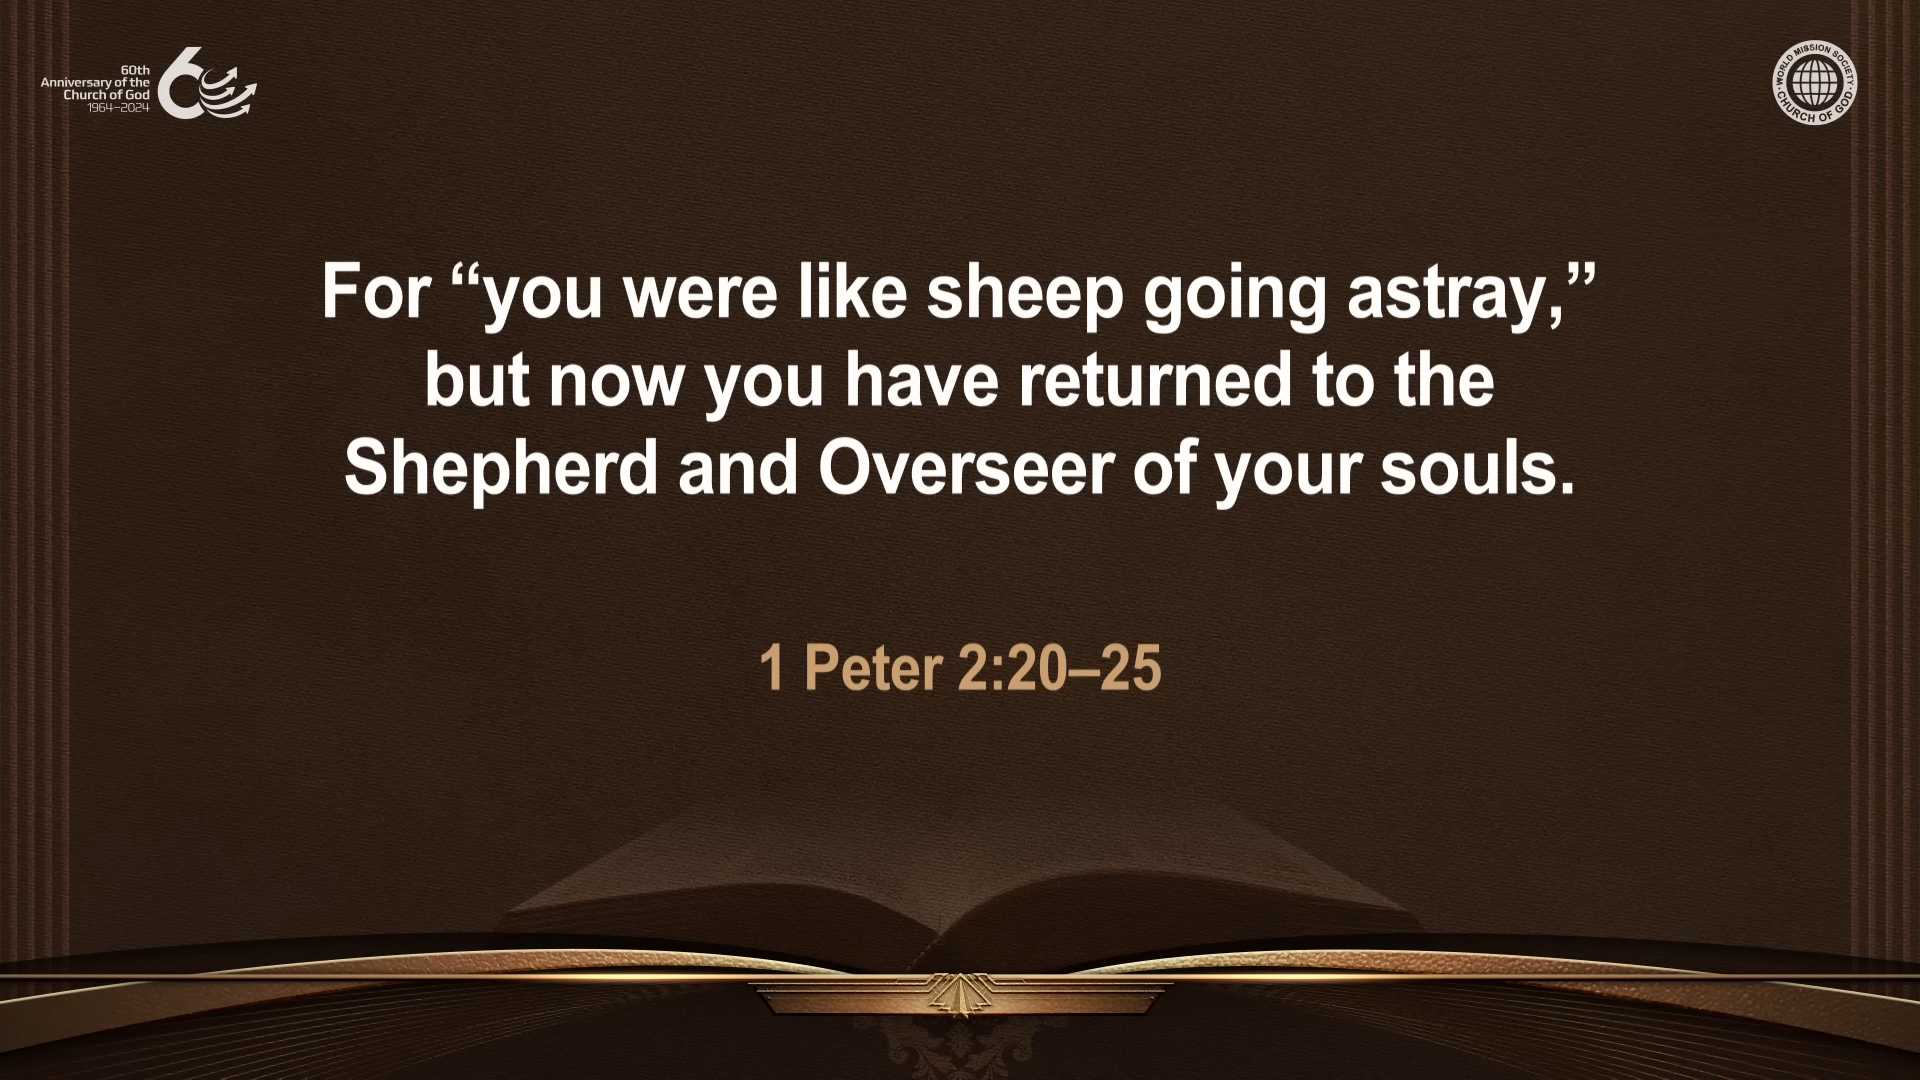 60th
Anniversary of the
Church of God
1964–2024
60
WORLD MISSION SOCIETY
CHURCH OF GOD
For “you were like sheep going astray,”
but now you have returned to the
Shepherd and Overseer of your souls.
1 Peter 2:20–25